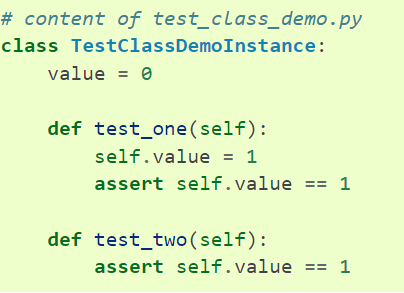 # content of test_class_demo.py
class TestClassDemoInstance:
    value = 0

    def test_one(self):
        self.value = 1
        assert self.value == 1

    def test_two(self):
        assert self.value == 1